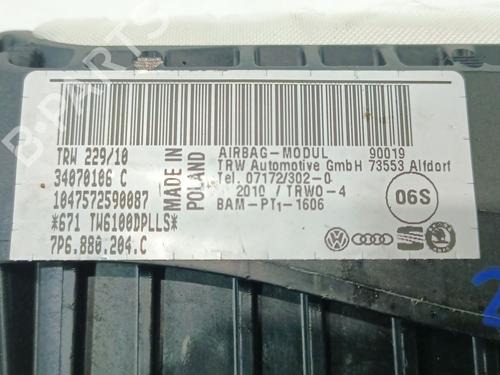 B-PARTS
TRW 229/10
34070106 C
1047572590087
*671 TW6100DPLLS*
7P6.880.204.C
MADE IN
POLAND
AIRBAG-MODUL 90019
TRW Automotive GmbH 73553 Alfdorf
Tel. 07172/302-0
2010 / TRWO-4
BAM-PT1-1606
06S